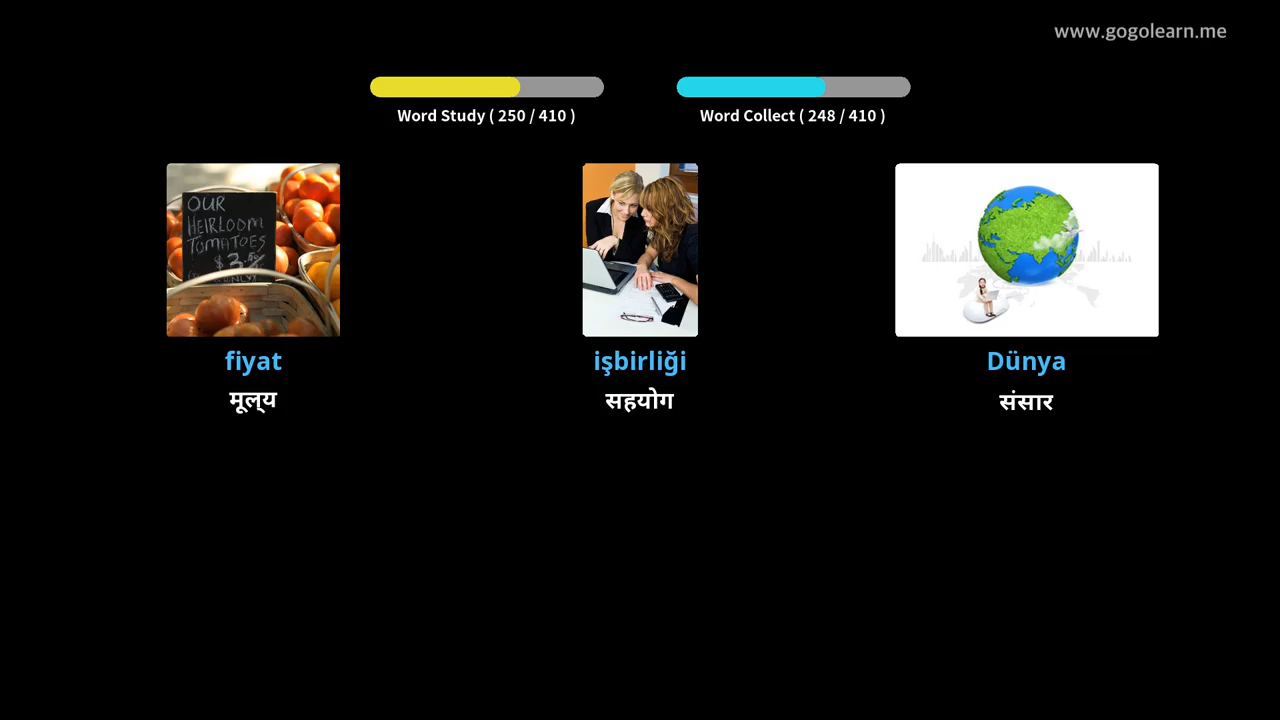 www.gogolearn.me
Word Study ( 250 / 410 )
Word Collect ( 248 / 410 )
OUR
HEIRLOOM
TOMATOES
fiyat
işbirliği
Dünya
मूल्य
सहयोग
संसार